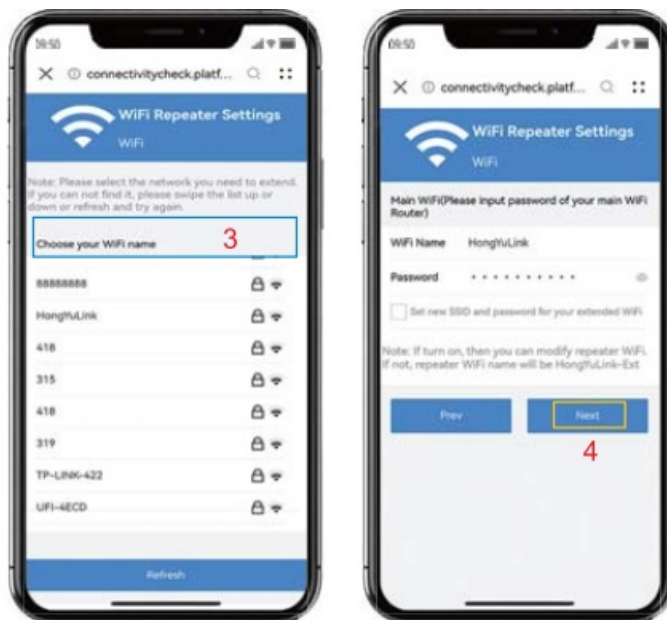 09:50
connectivitycheck.platf...
WiFi Repeater Settings
WiFi
Note: Please select the network you need to extend.
If you can not find it, please swipe the list up or
down or refresh and try again.
Choose your WiFi name
3
88888888
HongYuLink
418
315
418
319
TP-LINK-422
UFI-4ECD
Refresh
09:50
connectivitycheck.platf...
WiFi Repeater Settings
WiFi
Main WiFi(Please input password of your main WiFi
Router)
WiFi Name HongYuLink
Password • • • • • • • • • •
Set new SSID and password for your extended WiFi
Note: If turn on, then you can modify repeater WiFi.
If not, repeater WiFi name will be HongYuLink-Ext
Prev Next
4